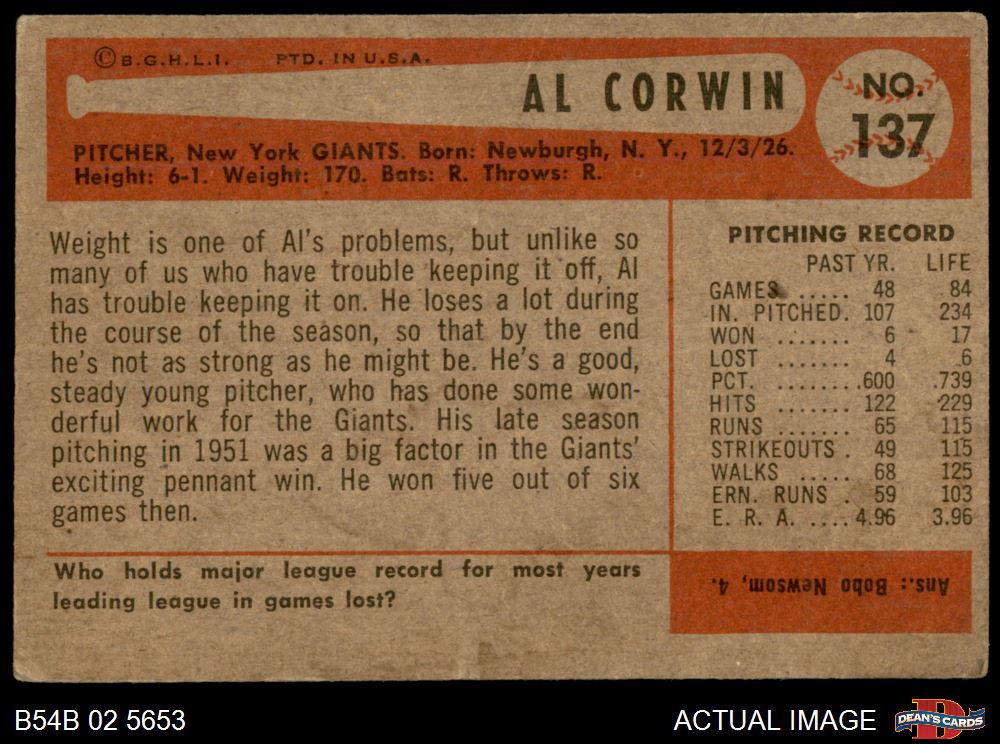 © B.G.H.L.I. PTD. IN U.S.A.
AL CORWIN
NO. 137
PITCHER, New York GIANTS. Born: Newburgh, N. Y., 12/3/26.
Height: 6-1. Weight: 170. Bats: R. Throws: R.
Weight is one of Al's problems, but unlike so
many of us who have trouble keeping it off, Al
has trouble keeping it on. He loses a lot during
the course of the season, so that by the end
he's not as strong as he might be. He's a good,
steady young pitcher, who has done some won-
derful work for the Giants. His late season
pitching in 1951 was a big factor in the Giants'
exciting pennant win. He won five out of six
games then.
PITCHING RECORD
PAST YR. LIFE
GAMES ..... 48 84
IN. PITCHED. 107 234
WON ....... 6 17
LOST ....... 4 .6
PCT. ........ .600 .739
HITS ....... 122 229
RUNS ....... 65 115
STRIKEOUTS . 49 115
WALKS ..... 68 125
ERN. RUNS . 59 103
E. R. A. .... 4.96 3.96
Who holds major league record for most years
leading league in games lost?
Ans.: Bobo Newsom, 4.
B54B 02 5653
ACTUAL IMAGE
D
DEAN'S CARDS